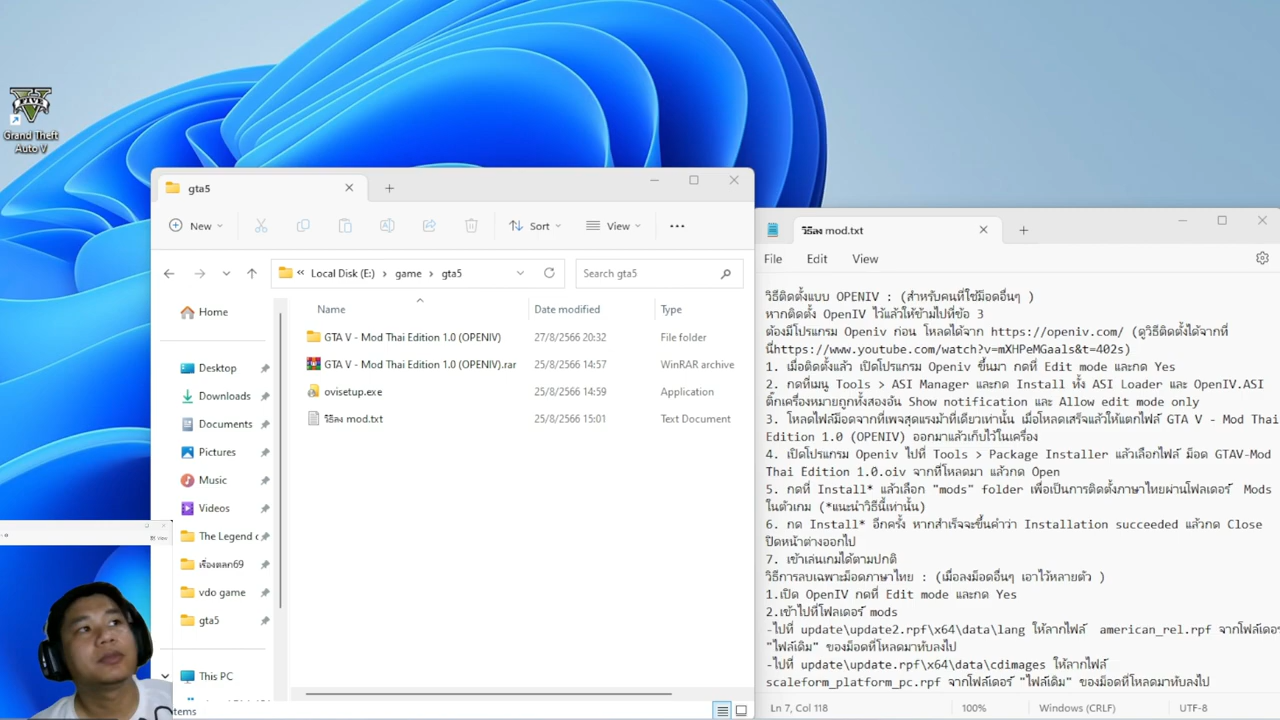 Grand Theft
Auto V
gta5
New
Sort
View
Local Disk (E:)
game
gta5
Search gta5
Home
Desktop
Downloads
Documents
Pictures
Music
Videos
The Legend
เรื่องตลก69
vdo game
gta5
This PC
Name
Date modified
Type
GTA V - Mod Thai Edition 1.0 (OPENIV)
27/8/2566 20:32
File folder
GTA V - Mod Thai Edition 1.0 (OPENIV).rar
25/8/2566 14:57
WinRAR archive
ovisetup.exe
25/8/2566 14:59
Application
วิธีลง mod.txt
25/8/2566 15:01
Text Document
วิธีลง mod.txt
File
Edit
View
วิธีติดตั้งแบบ OPENIV : (สำหรับคนที่ใช้ม็อดอื่นๆ )
หากติดตั้ง OpenIV ไว้แล้วให้ข้ามไปที่ข้อ 3
ต้องมีโปรแกรม Openiv ก่อน โหลดได้จาก https://openiv.com/ (ดูวิธีติดตั้งได้จากที่
นี่https://www.youtube.com/watch?v=mXHPeMGaals&t=402s)
1. เมื่อติดตั้งแล้ว เปิดโปรแกรม Openiv ขึ้นมา กดที่ Edit mode และกด Yes
2. กดที่เมนู Tools > ASI Manager และกด Install ทั้ง ASI Loader และ OpenIV.ASI
ติ๊กเครื่องหมายถูกทั้งสองอัน Show notification และ Allow edit mode only
3. โหลดไฟล์ม็อดจากที่เพจสุดแรงม้าที่เดียวเท่านั้น เมื่อโหลดเสร็จแล้วให้แตกไฟล์ GTA V - Mod Thai
Edition 1.0 (OPENIV) ออกมาแล้วเก็บไว้ในเครื่อง
4. เปิดโปรแกรม Openiv ไปที่ Tools > Package Installer แล้วเลือกไฟล์ ม็อด GTAV-Mod
Thai Edition 1.0.oiv จากที่โหลดมา แล้วกด Open
5. กดที่ Install* แล้วเลือก "mods" folder เพื่อเป็นการติดตั้งภาษาไทยผ่านโฟลเดอร์ Mods
ในตัวเกม (*แนะนำวิธีนี้เท่านั้น)
6. กด Install* อีกครั้ง หากสำเร็จจะขึ้นคำว่า Installation succeeded แล้วกด Close
ปิดหน้าต่างออกไป
7. เข้าเล่นเกมได้ตามปกติ
วิธีการลบเฉพาะม็อดภาษาไทย : (เมื่อลงม็อดอื่นๆ เอาไว้หลายตัว )
1.เปิด OpenIV กดที่ Edit mode และกด Yes
2.เข้าไปที่โฟลเดอร์ mods
-ไปที่ update\update2.rpf\x64\data\lang ให้ลากไฟล์ american_rel.rpf จากโฟลเดอร์
"ไฟล์เดิม" ของม็อดที่โหลดมาทับลงไป
-ไปที่ update\update.rpf\x64\data\cdimages ให้ลากไฟล์
scaleform_platform_pc.rpf จากโฟลเดอร์ "ไฟล์เดิม" ของม็อดที่โหลดมาทับลงไป
Ln 7, Col 118
100%
Windows (CRLF)
UTF-8